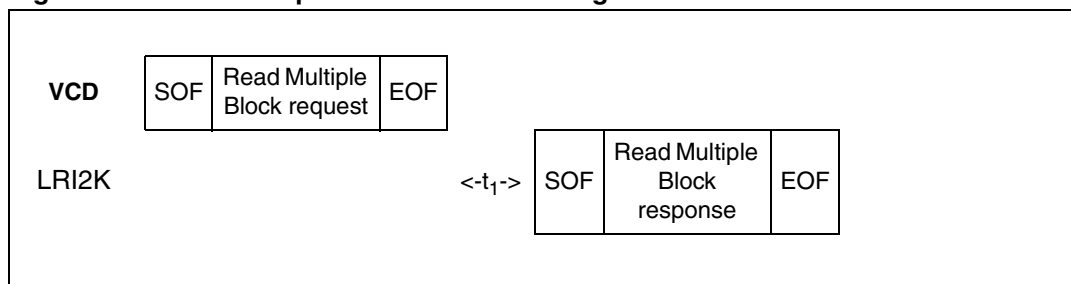 VCD
SOF
Read Multiple
Block request
EOF
LRI2K
<-t1->
SOF
Read Multiple
Block
response
EOF